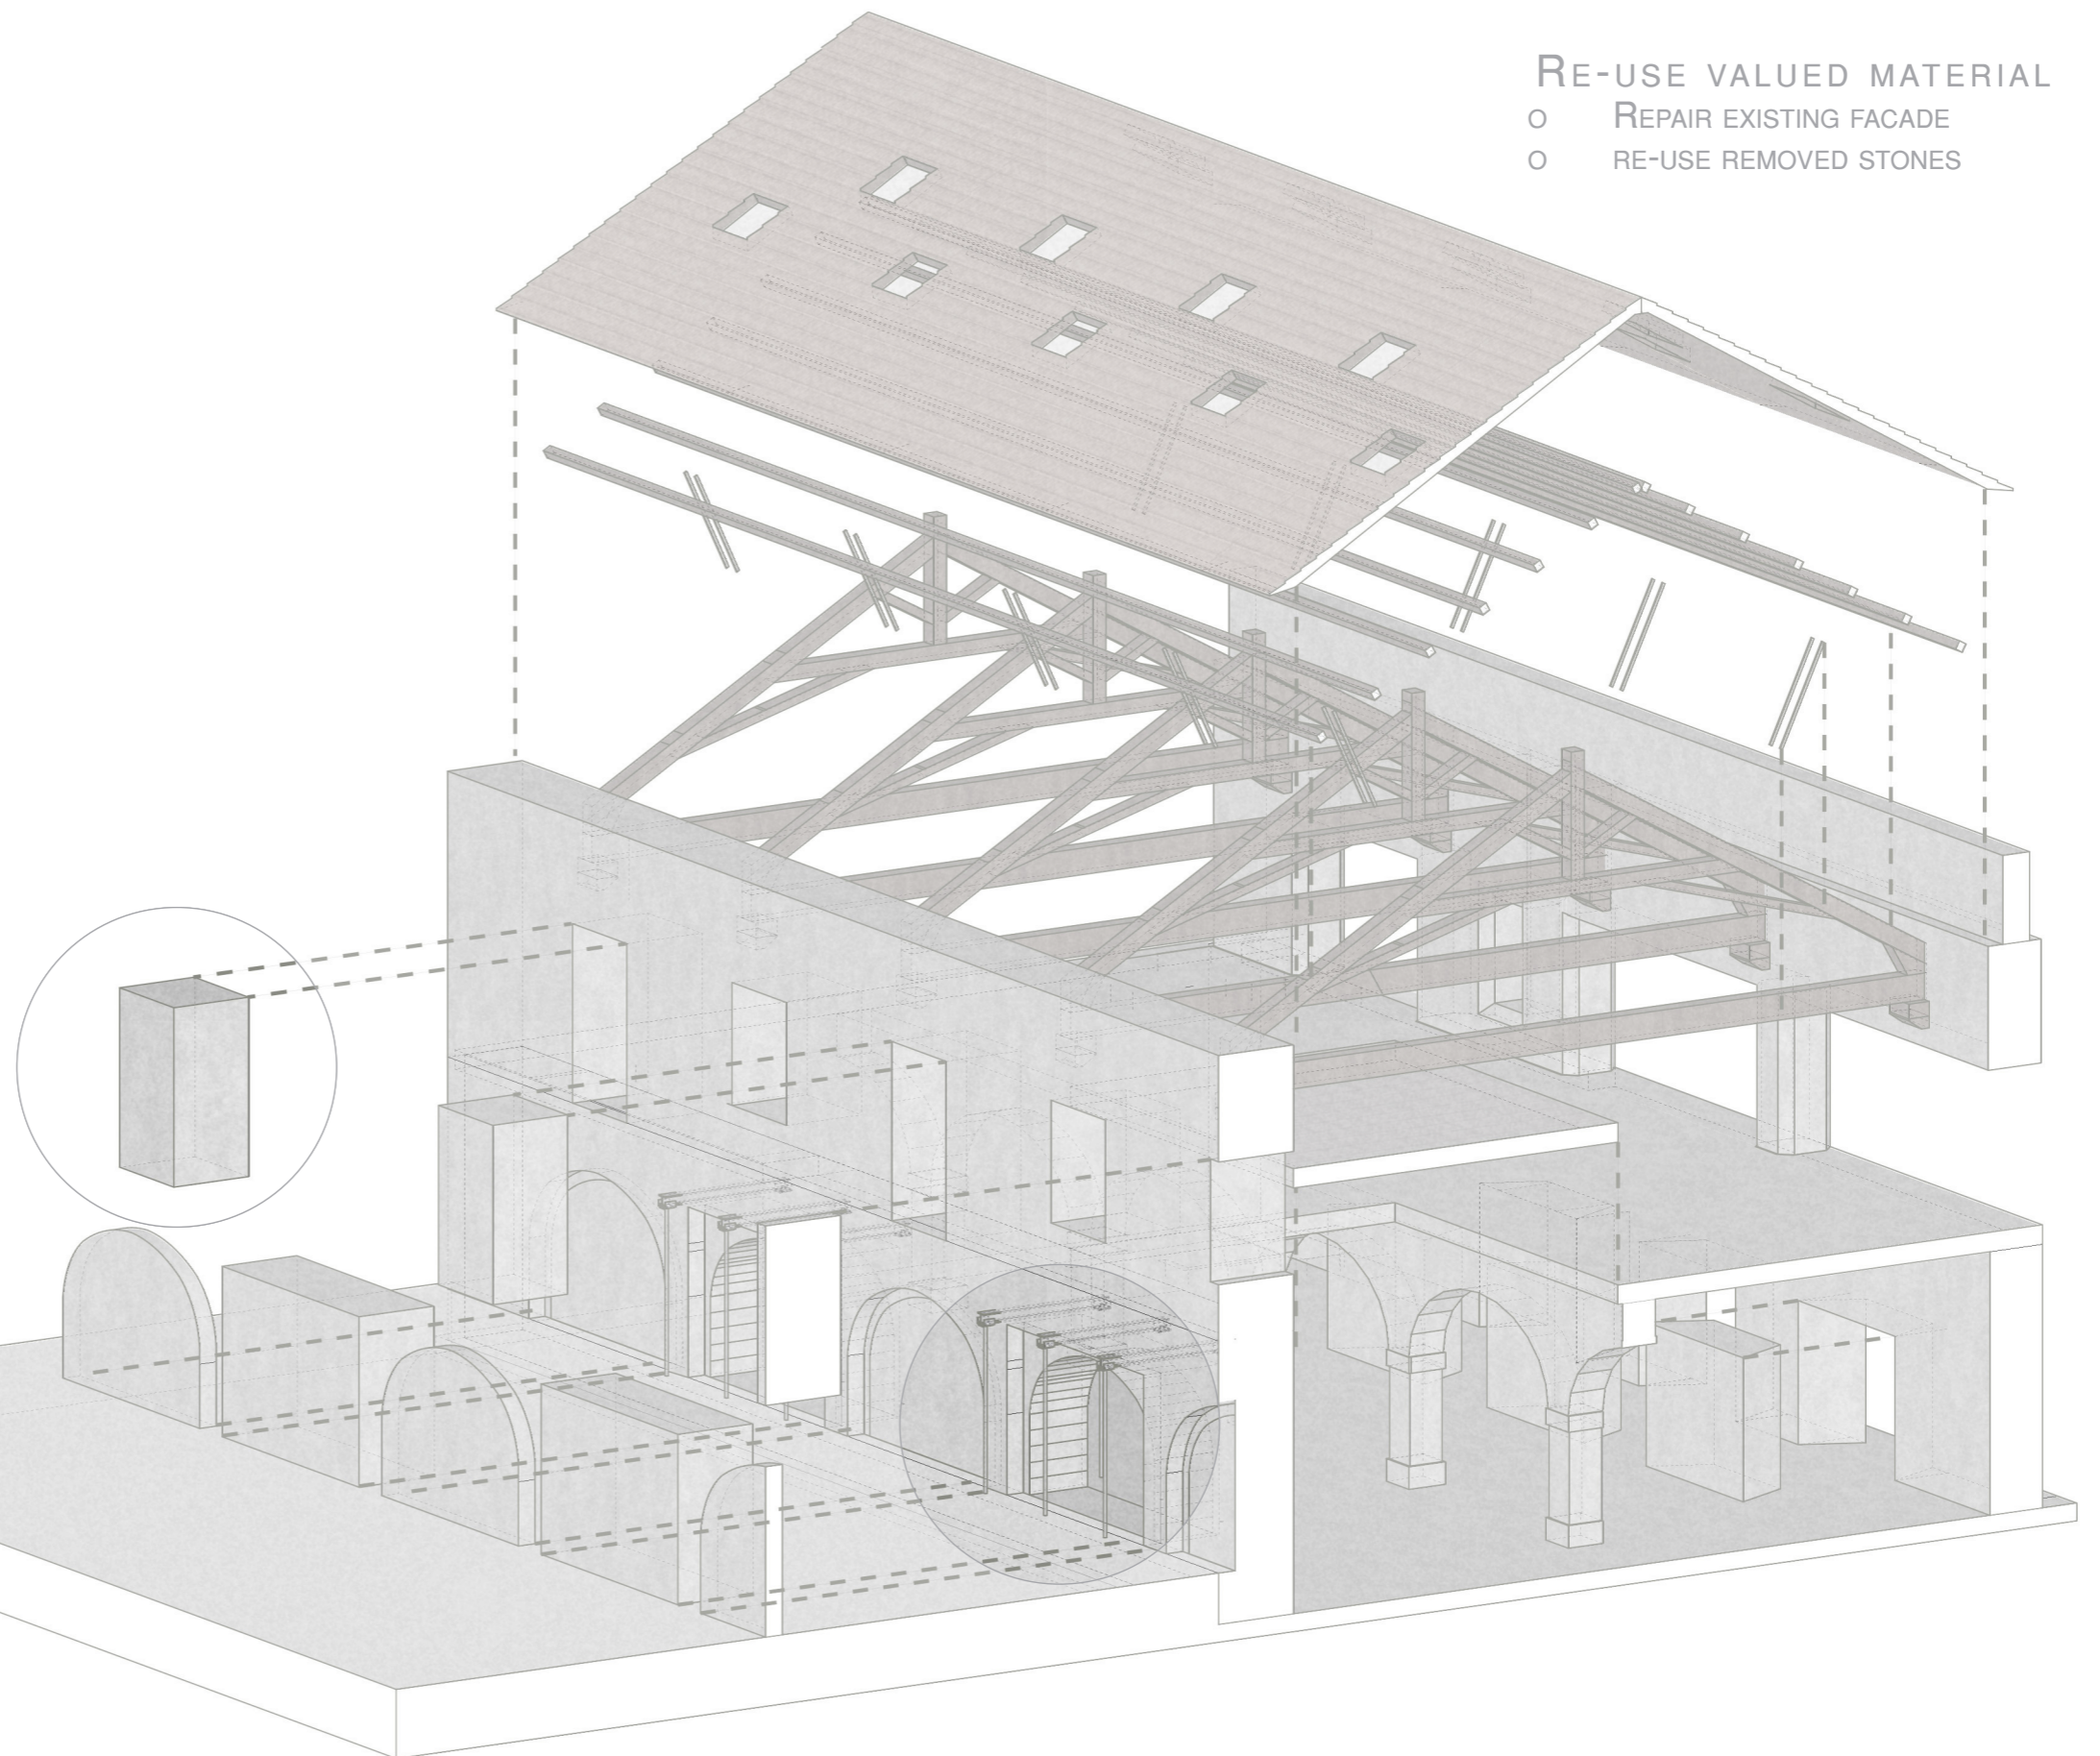 RE-USE VALUED MATERIAL
o REPAIR EXISTING FACADE
o RE-USE REMOVED STONES